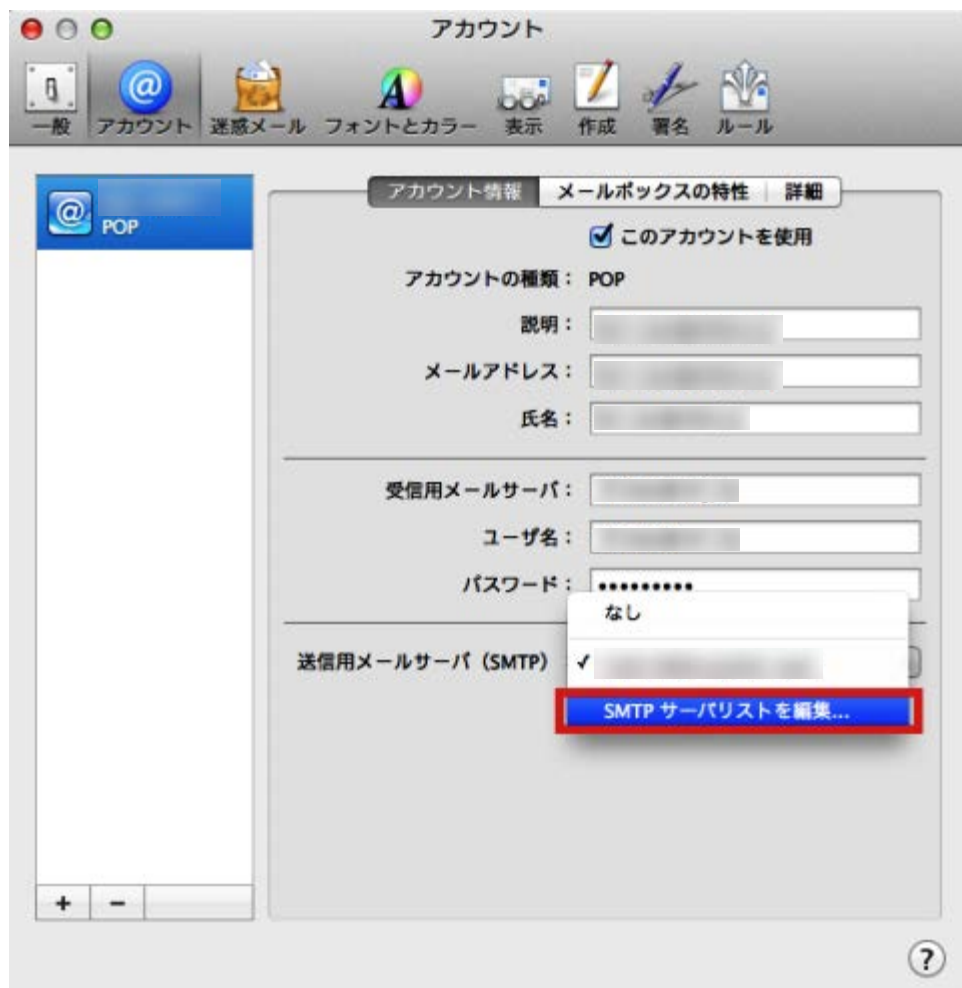 アカウント
一般 アカウント 迷惑メール フォントとカラー 表示 作成 署名 ルール
POP
アカウント情報 メールボックスの特性 詳細
このアカウントを使用
アカウントの種類： POP
説明：
メールアドレス：
氏名：
受信用メールサーバ：
ユーザ名：
パスワード： •••••••••
なし
送信用メールサーバ（SMTP） ✓
SMTP サーバリストを編集...
+ −
?